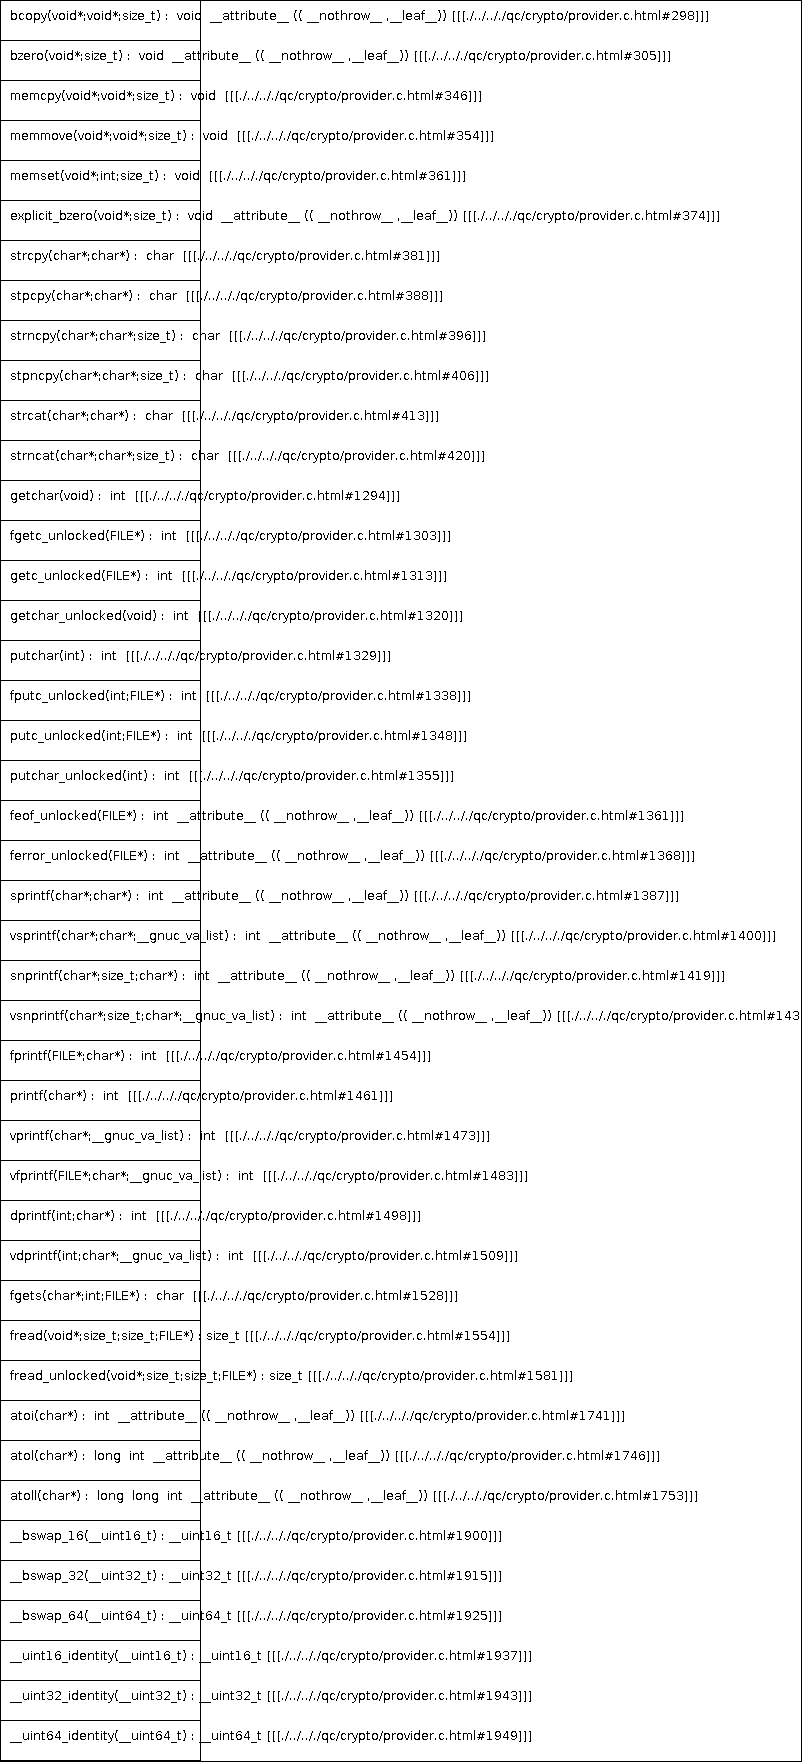 bcopy(void*;void*;size_t) :  void  __attribute__ (( __nothrow__ ,__leaf__)) [[[./../../../qc/crypto/provider.c.html#298]]]
bzero(void*;size_t) :  void  __attribute__ (( __nothrow__ ,__leaf__)) [[[./../../../qc/crypto/provider.c.html#305]]]
memcpy(void*;void*;size_t) :  void  [[[./../../../qc/crypto/provider.c.html#346]]]
memmove(void*;void*;size_t) :  void  [[[./../../../qc/crypto/provider.c.html#354]]]
memset(void*;int;size_t) :  void  [[[./../../../qc/crypto/provider.c.html#361]]]
explicit_bzero(void*;size_t) :  void  __attribute__ (( __nothrow__ ,__leaf__)) [[[./../../../qc/crypto/provider.c.html#374]]]
strcpy(char*;char*) :  char  [[[./../../../qc/crypto/provider.c.html#381]]]
stpcpy(char*;char*) :  char  [[[./../../../qc/crypto/provider.c.html#388]]]
strncpy(char*;char*;size_t) :  char  [[[./../../../qc/crypto/provider.c.html#396]]]
stpncpy(char*;char*;size_t) :  char  [[[./../../../qc/crypto/provider.c.html#406]]]
strcat(char*;char*) :  char  [[[./../../../qc/crypto/provider.c.html#413]]]
strncat(char*;char*;size_t) :  char  [[[./../../../qc/crypto/provider.c.html#420]]]
getchar(void) :  int  [[[./../../../qc/crypto/provider.c.html#1294]]]
fgetc_unlocked(FILE*) :  int  [[[./../../../qc/crypto/provider.c.html#1303]]]
getc_unlocked(FILE*) :  int  [[[./../../../qc/crypto/provider.c.html#1313]]]
getchar_unlocked(void) :  int  [[[./../../../qc/crypto/provider.c.html#1320]]]
putchar(int) :  int  [[[./../../../qc/crypto/provider.c.html#1329]]]
fputc_unlocked(int;FILE*) :  int  [[[./../../../qc/crypto/provider.c.html#1338]]]
putc_unlocked(int;FILE*) :  int  [[[./../../../qc/crypto/provider.c.html#1348]]]
putchar_unlocked(int) :  int  [[[./../../../qc/crypto/provider.c.html#1355]]]
feof_unlocked(FILE*) :  int  __attribute__ (( __nothrow__ ,__leaf__)) [[[./../../../qc/crypto/provider.c.html#1361]]]
ferror_unlocked(FILE*) :  int  __attribute__ (( __nothrow__ ,__leaf__)) [[[./../../../qc/crypto/provider.c.html#1368]]]
sprintf(char*;char*) :  int  __attribute__ (( __nothrow__ ,__leaf__)) [[[./../../../qc/crypto/provider.c.html#1387]]]
vsprintf(char*;char*;__gnuc_va_list) :  int  __attribute__ (( __nothrow__ ,__leaf__)) [[[./../../../qc/crypto/provider.c.html#1400]]]
snprintf(char*;size_t;char*) :  int  __attribute__ (( __nothrow__ ,__leaf__)) [[[./../../../qc/crypto/provider.c.html#1419]]]
vsnprintf(char*;size_t;char*;__gnuc_va_list) :  int  __attribute__ (( __nothrow__ ,__leaf__)) [[[./../../../qc/crypto/provider.c.html#143
fprintf(FILE*;char*) :  int  [[[./../../../qc/crypto/provider.c.html#1454]]]
printf(char*) :  int  [[[./../../../qc/crypto/provider.c.html#1461]]]
vprintf(char*;__gnuc_va_list) :  int  [[[./../../../qc/crypto/provider.c.html#1473]]]
vfprintf(FILE*;char*;__gnuc_va_list) :  int  [[[./../../../qc/crypto/provider.c.html#1483]]]
dprintf(int;char*) :  int  [[[./../../../qc/crypto/provider.c.html#1498]]]
vdprintf(int;char*;__gnuc_va_list) :  int  [[[./../../../qc/crypto/provider.c.html#1509]]]
fgets(char*;int;FILE*) :  char  [[[./../../../qc/crypto/provider.c.html#1528]]]
fread(void*;size_t;size_t;FILE*) : size_t [[[./../../../qc/crypto/provider.c.html#1554]]]
fread_unlocked(void*;size_t;size_t;FILE*) : size_t [[[./../../../qc/crypto/provider.c.html#1581]]]
atoi(char*) :  int  __attribute__ (( __nothrow__ ,__leaf__)) [[[./../../../qc/crypto/provider.c.html#1741]]]
atol(char*) :  long  int  __attribute__ (( __nothrow__ ,__leaf__)) [[[./../../../qc/crypto/provider.c.html#1746]]]
atoll(char*) :  long  long  int  __attribute__ (( __nothrow__ ,__leaf__)) [[[./../../../qc/crypto/provider.c.html#1753]]]
__bswap_16(__uint16_t) : __uint16_t [[[./../../../qc/crypto/provider.c.html#1900]]]
__bswap_32(__uint32_t) : __uint32_t [[[./../../../qc/crypto/provider.c.html#1915]]]
__bswap_64(__uint64_t) : __uint64_t [[[./../../../qc/crypto/provider.c.html#1925]]]
__uint16_identity(__uint16_t) : __uint16_t [[[./../../../qc/crypto/provider.c.html#1937]]]
__uint32_identity(__uint32_t) : __uint32_t [[[./../../../qc/crypto/provider.c.html#1943]]]
__uint64_identity(__uint64_t) : __uint64_t [[[./../../../qc/crypto/provider.c.html#1949]]]